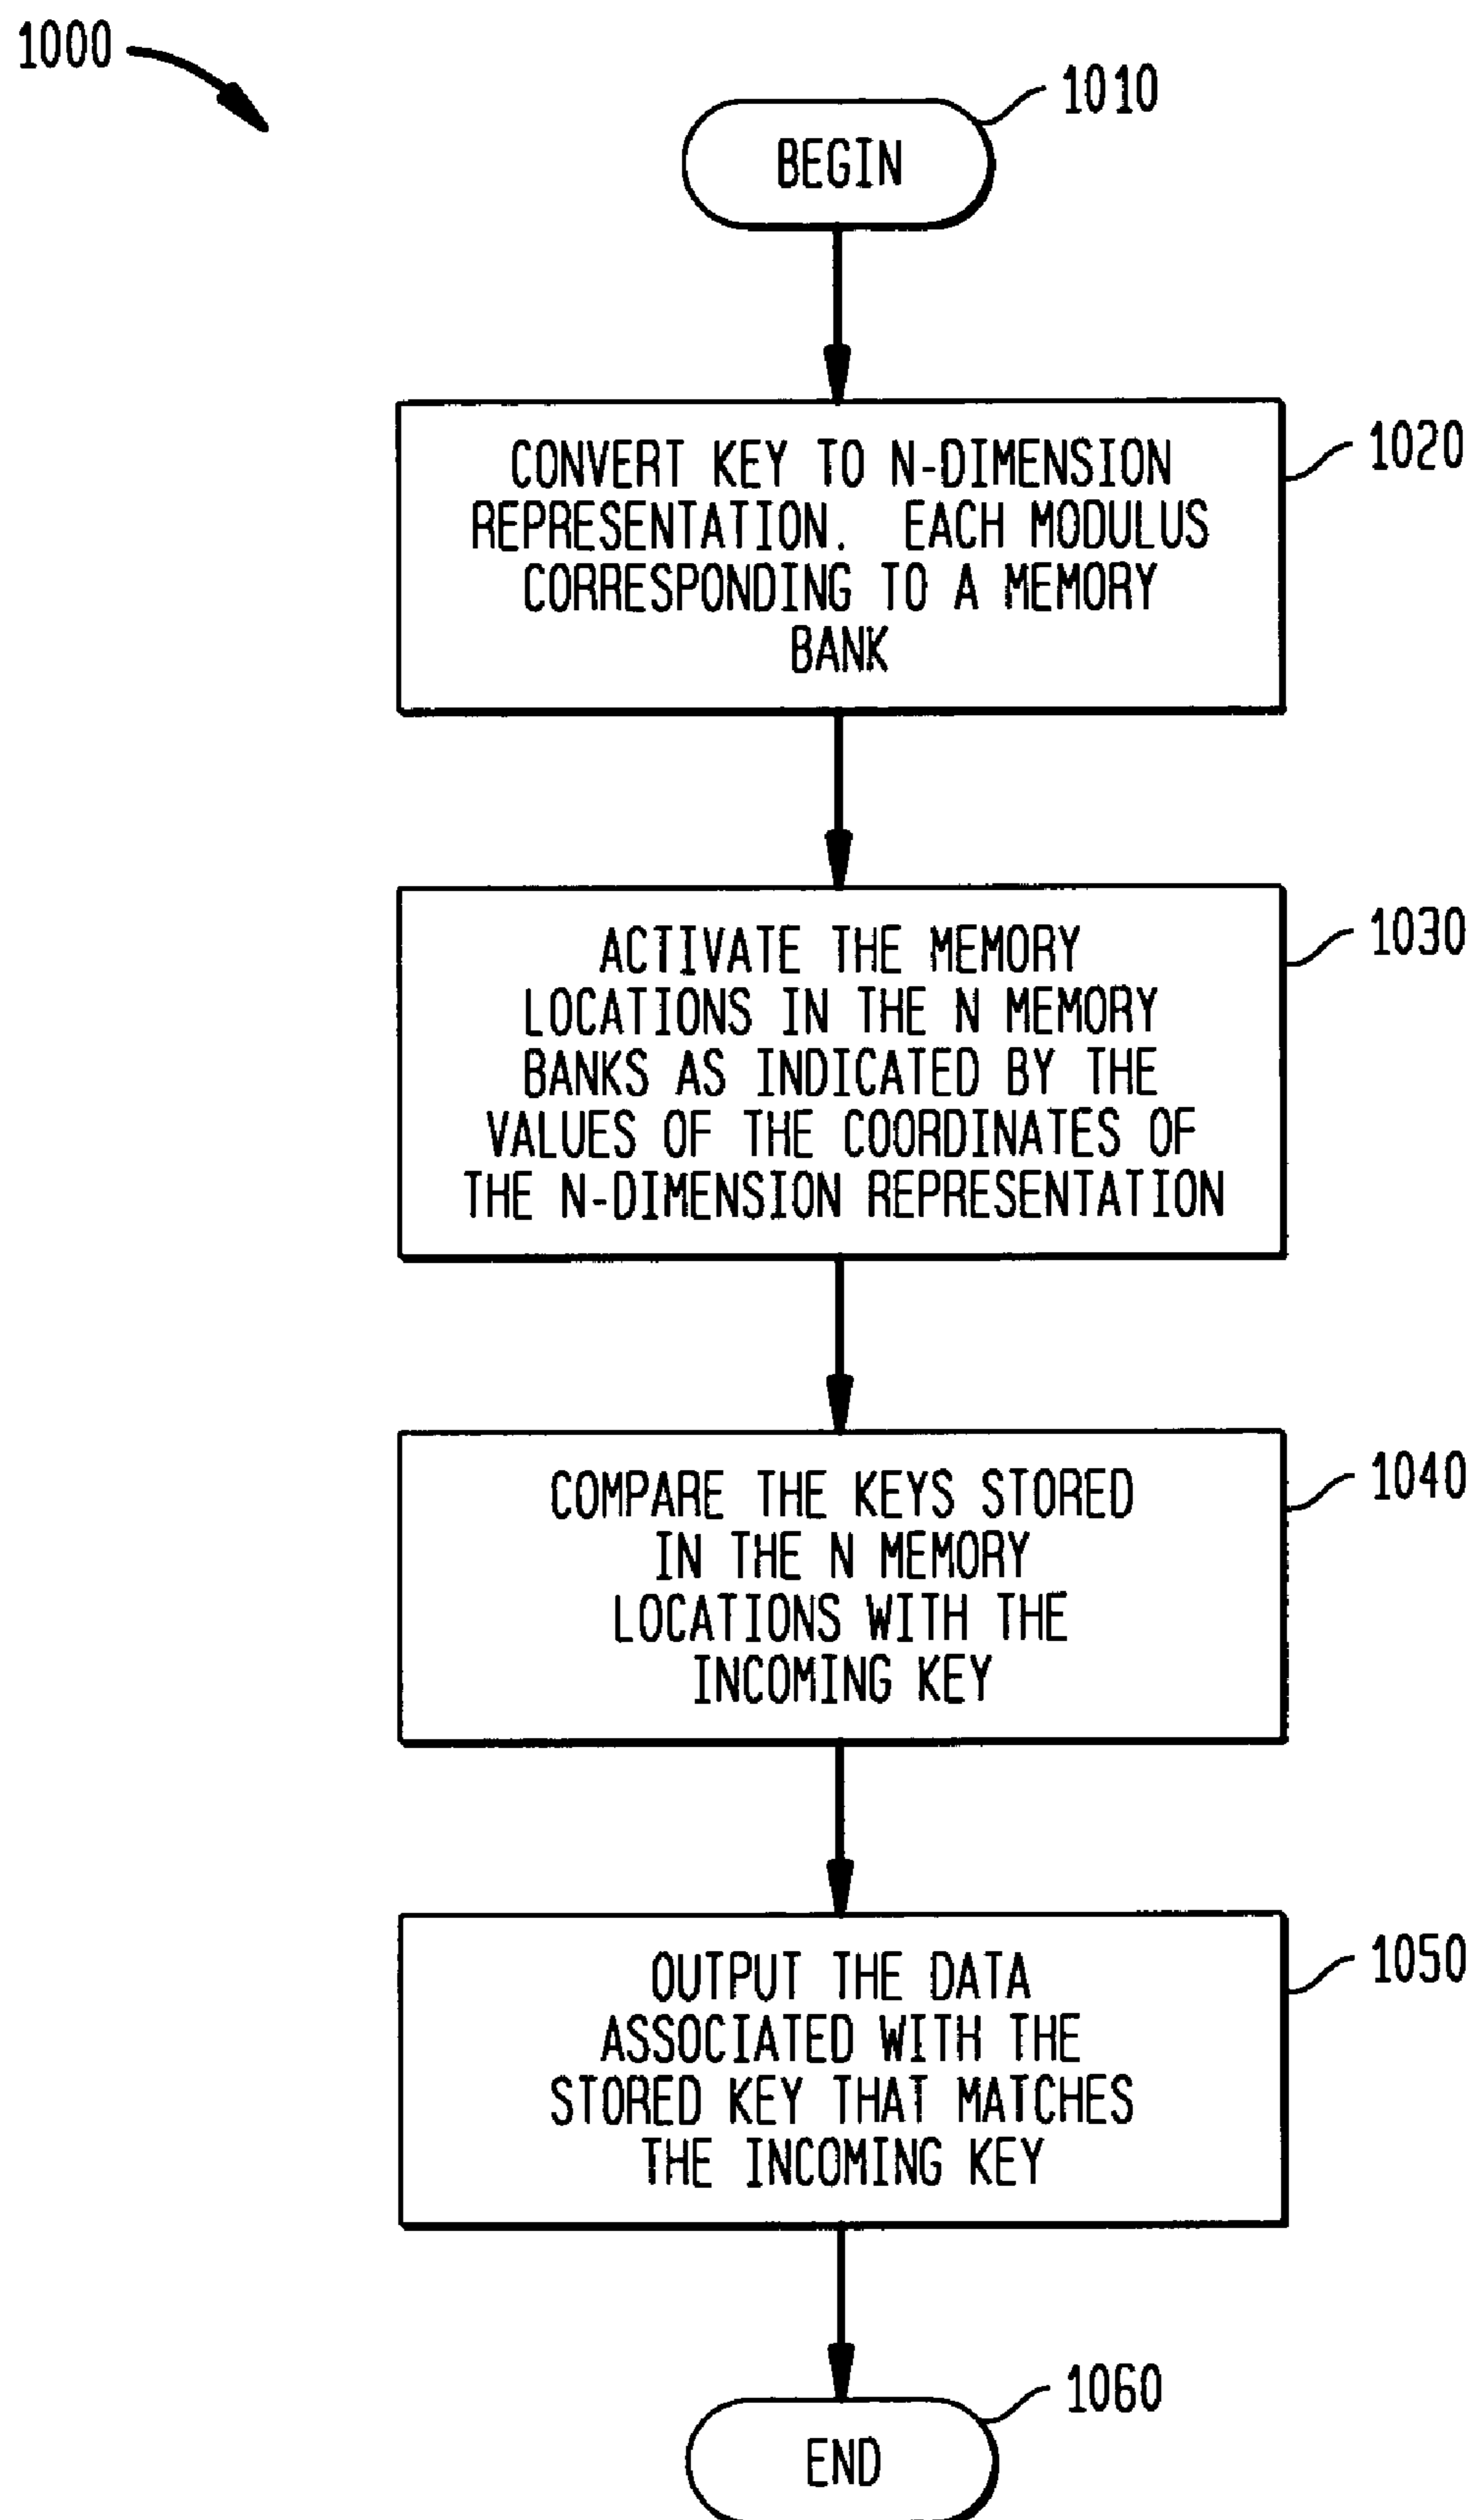 1000
1010
BEGIN
1020
CONVERT KEY TO N-DIMENSION
REPRESENTATION. EACH MODULUS
CORRESPONDING TO A MEMORY
BANK
1030
ACTIVATE THE MEMORY
LOCATIONS IN THE N MEMORY
BANKS AS INDICATED BY THE
VALUES OF THE COORDINATES OF
THE N-DIMENSION REPRESENTATION
1040
COMPARE THE KEYS STORED
IN THE N MEMORY
LOCATIONS WITH THE
INCOMING KEY
1050
OUTPUT THE DATA
ASSOCIATED WITH THE
STORED KEY THAT MATCHES
THE INCOMING KEY
1060
END